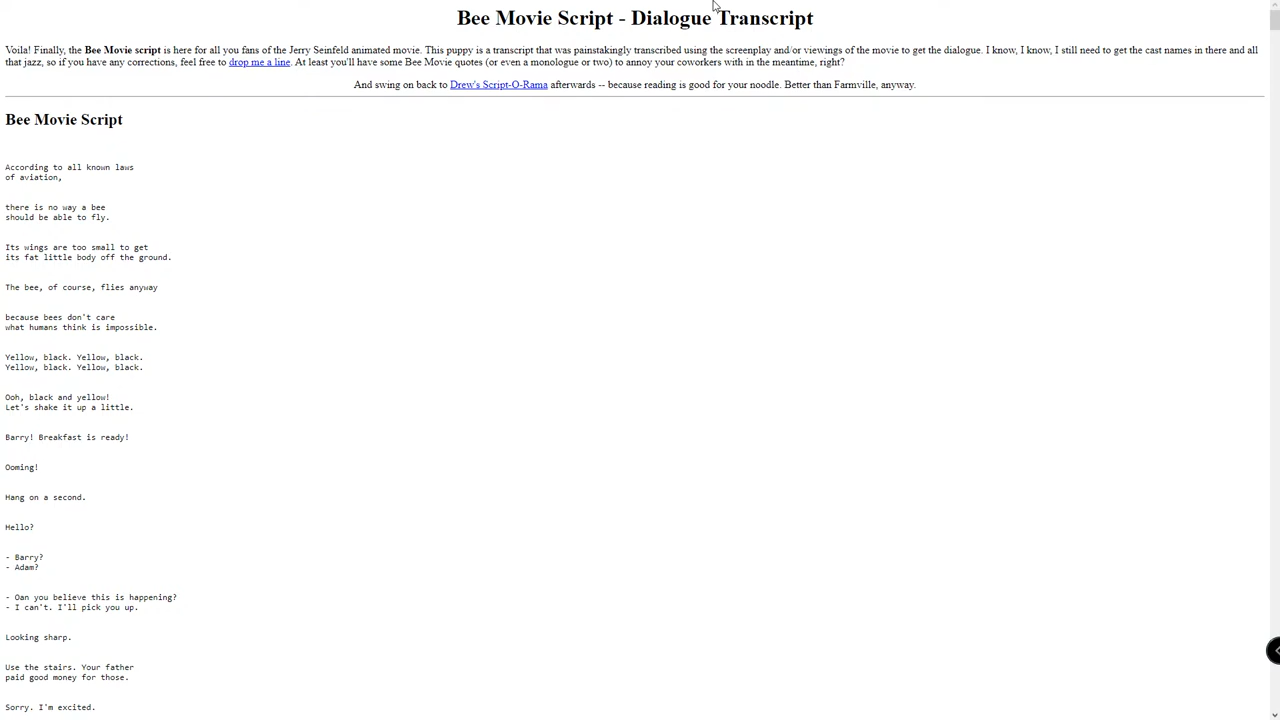 Bee Movie Script - Dialogue Transcript
Voila! Finally, the Bee Movie script is here for all you fans of the Jerry Seinfeld animated movie. This puppy is a transcript that was painstakingly transcribed using the screenplay and/or viewings of the movie to get the dialogue. I know, I know, I still need to get the cast names in there and all
that jazz, so if you have any corrections, feel free to drop me a line. At least you'll have some Bee Movie quotes (or even a monologue or two) to annoy your coworkers with in the meantime, right?
And swing on back to Drew's Script-O-Rama afterwards -- because reading is good for your noodle. Better than Farmville, anyway.
Bee Movie Script
According to all known laws
of aviation,
there is no way a bee
should be able to fly.
Its wings are too small to get
its fat little body off the ground.
The bee, of course, flies anyway
because bees don't care
what humans think is impossible.
Yellow, black. Yellow, black.
Yellow, black. Yellow, black.
Ooh, black and yellow!
Let's shake it up a little.
Barry! Breakfast is ready!
Ooming!
Hang on a second.
Hello?
- Barry?
- Adam?
- Oan you believe this is happening?
- I can't. I'll pick you up.
Looking sharp.
Use the stairs. Your father
paid good money for those.
Sorry. I'm excited.